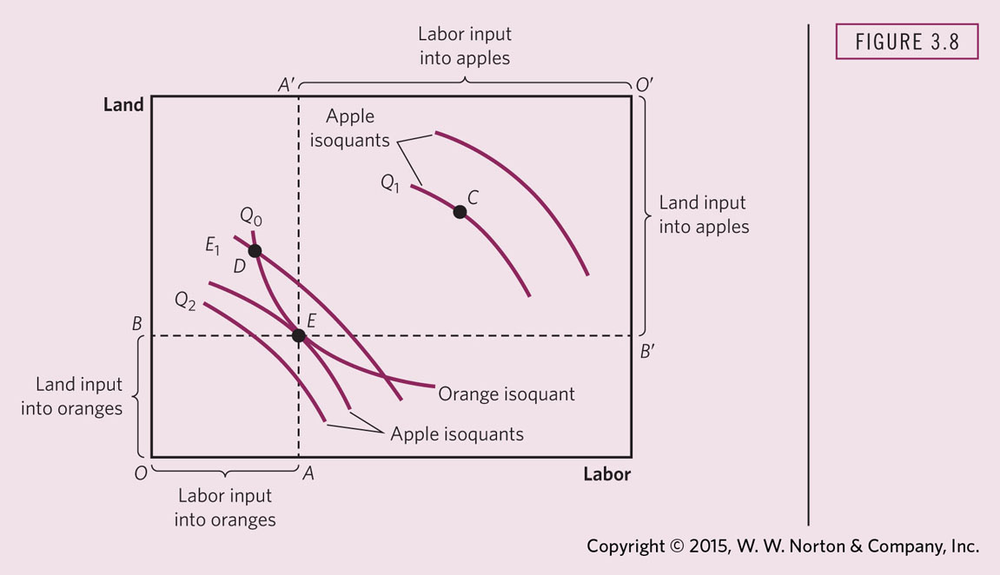 Labor input
into apples
FIGURE 3.8
A′
O′
Land
Apple
isoquants
Q1
C
Land input
into apples
Q0
E1
D
Q2
E
B
B′
Land input
into oranges
Orange isoquant
Apple isoquants
O
A
Labor
Labor input
into oranges
Copyright © 2015, W. W. Norton & Company, Inc.